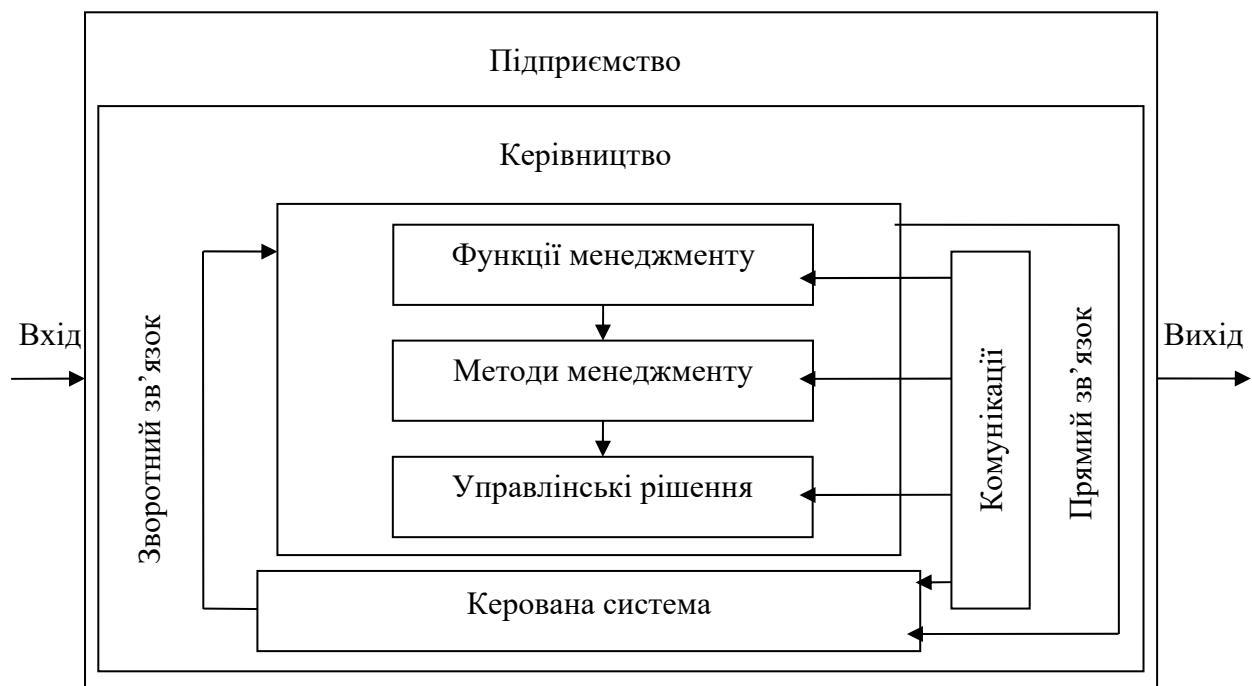 Підприємство
Керівництво
Функції менеджменту
Методи менеджменту
Управлінські рішення
Керована система
Вхід
Зворотний зв’язок
Комунікації
Прямий зв’язок
Вихід